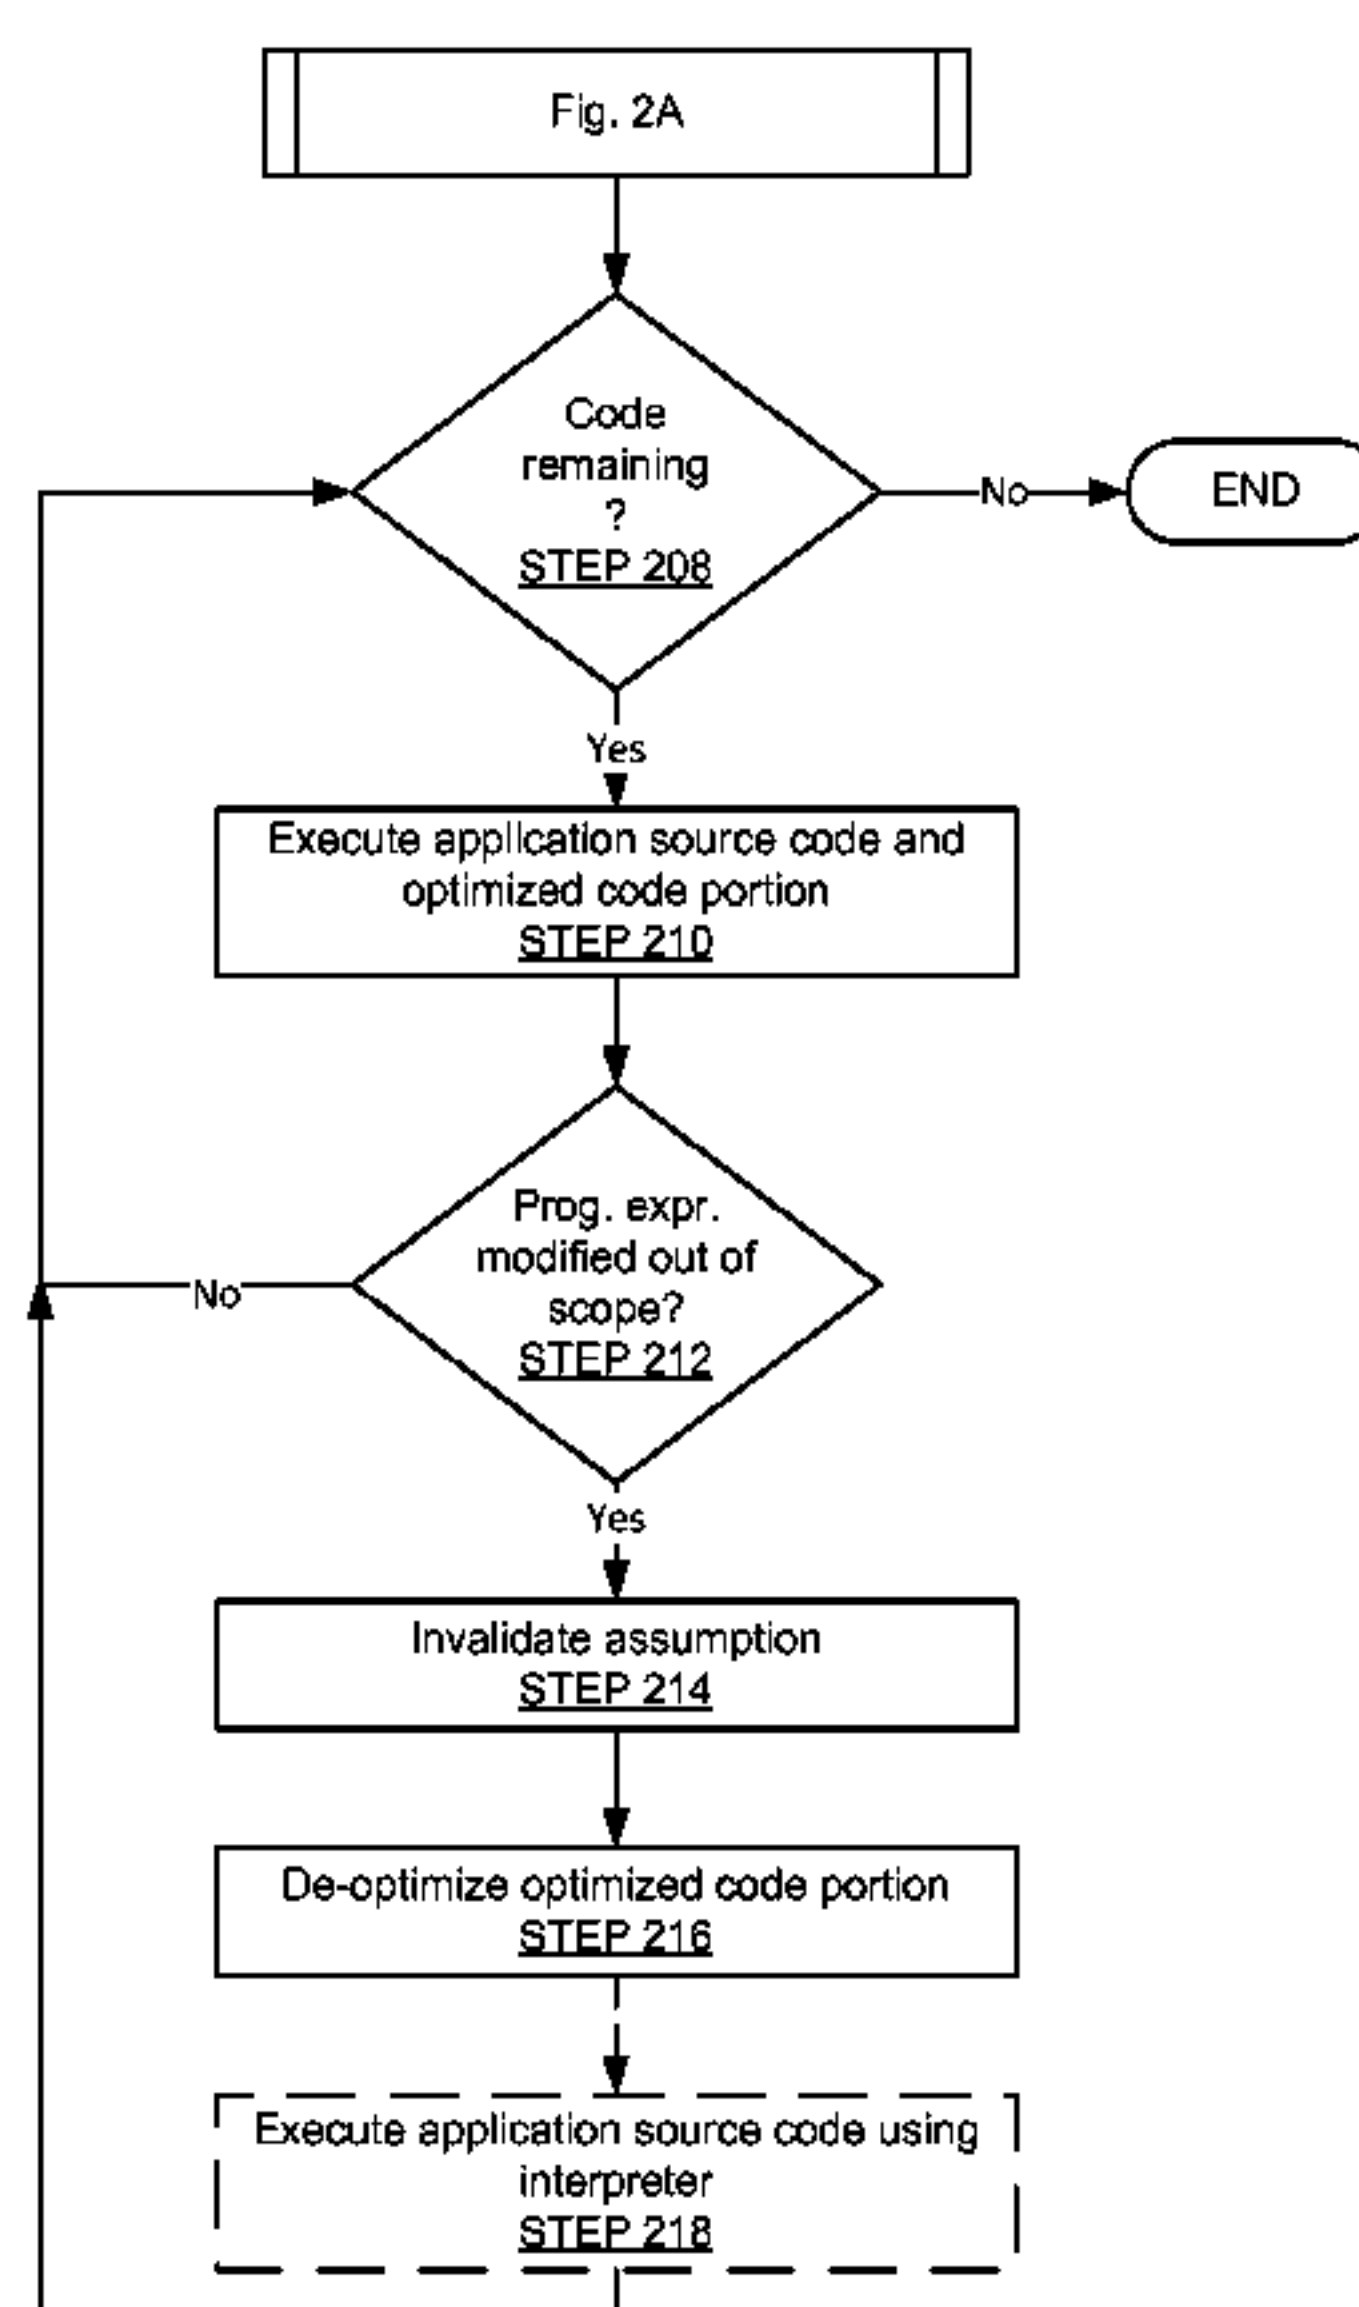 Fig. 2A
Code
remaining
?
STEP 208
No
END
Yes
Execute application source code and
optimized code portion
STEP 210
Prog. expr.
modified out of
scope?
STEP 212
No
Yes
Invalidate assumption
STEP 214
De-optimize optimized code portion
STEP 216
Execute application source code using
interpreter
STEP 218